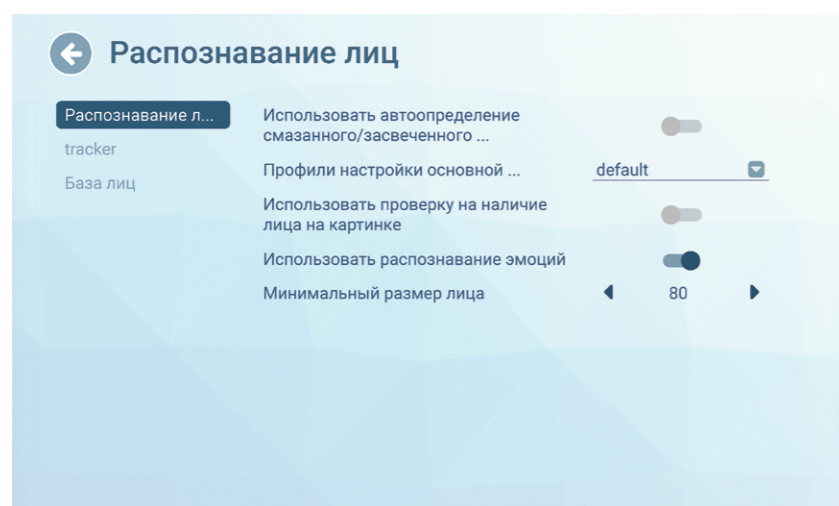 Распознавание лиц
Распознавание л...
tracker
База лиц
Использовать автоопределение
смазанного/засвеченного ...
Профили настройки основной ...
default
Использовать проверку на наличие
лица на картинке
Использовать распознавание эмоций
Минимальный размер лица
80